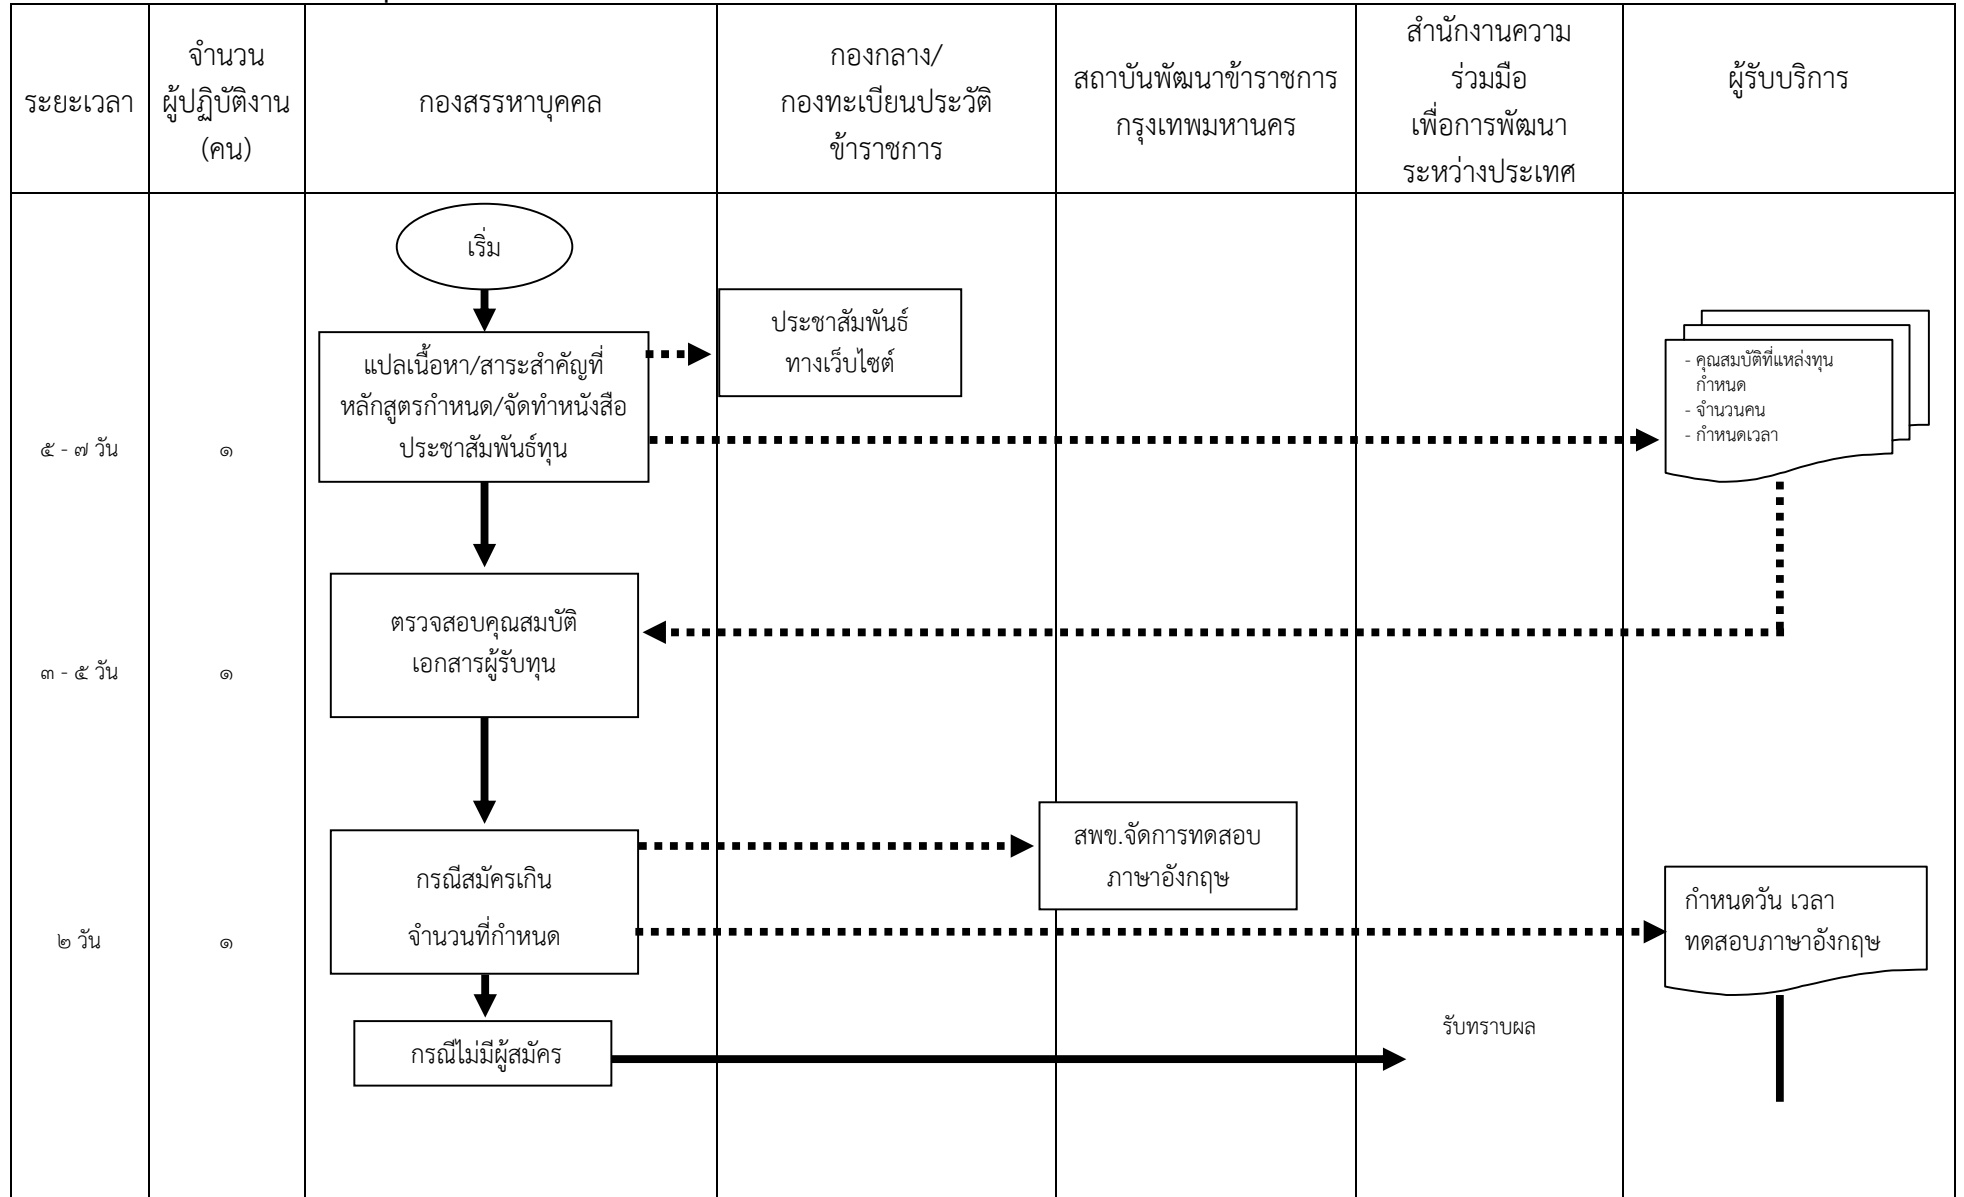 ระยะเวลา
จำนวน
ผู้ปฏิบัติงาน
(คน)
กองสรรหาบุคคล
กองกลาง/
กองทะเบียนประวัติ
ข้าราชการ
สถาบันพัฒนาข้าราชการ
กรุงเทพมหานคร
สำนักงานความ
ร่วมมือ
เพื่อการพัฒนา
ระหว่างประเทศ
ผู้รับบริการ
เริ่ม
๕ - ๗ วัน
๑
แปลเนื้อหา/สาระสำคัญที่
หลักสูตรกำหนด/จัดทำหนังสือ
ประชาสัมพันธ์ทุน
ประชาสัมพันธ์
ทางเว็บไซต์
- คุณสมบัติที่แหล่งทุน
กำหนด
- จำนวนคน
- กำหนดเวลา
๓ - ๕ วัน
๑
ตรวจสอบคุณสมบัติ
เอกสารผู้รับทุน
๒ วัน
๑
กรณีสมัครเกิน
จำนวนที่กำหนด
สพข.จัดการทดสอบ
ภาษาอังกฤษ
กำหนดวัน เวลา
ทดสอบภาษาอังกฤษ
กรณีไม่มีผู้สมัคร
รับทราบผล